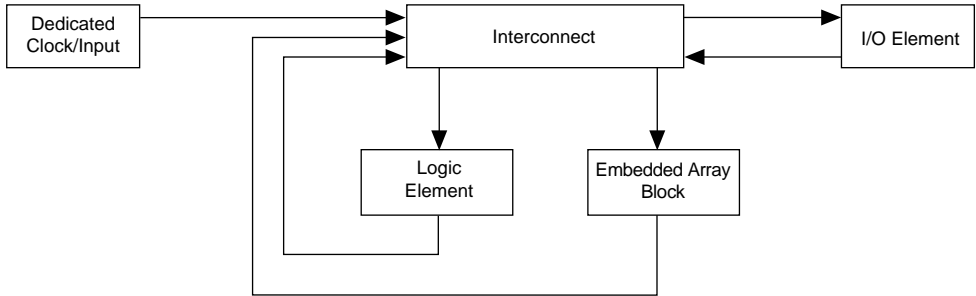 Dedicated
Clock/Input
Interconnect
I/O Element
Logic
Element
Embedded Array
Block